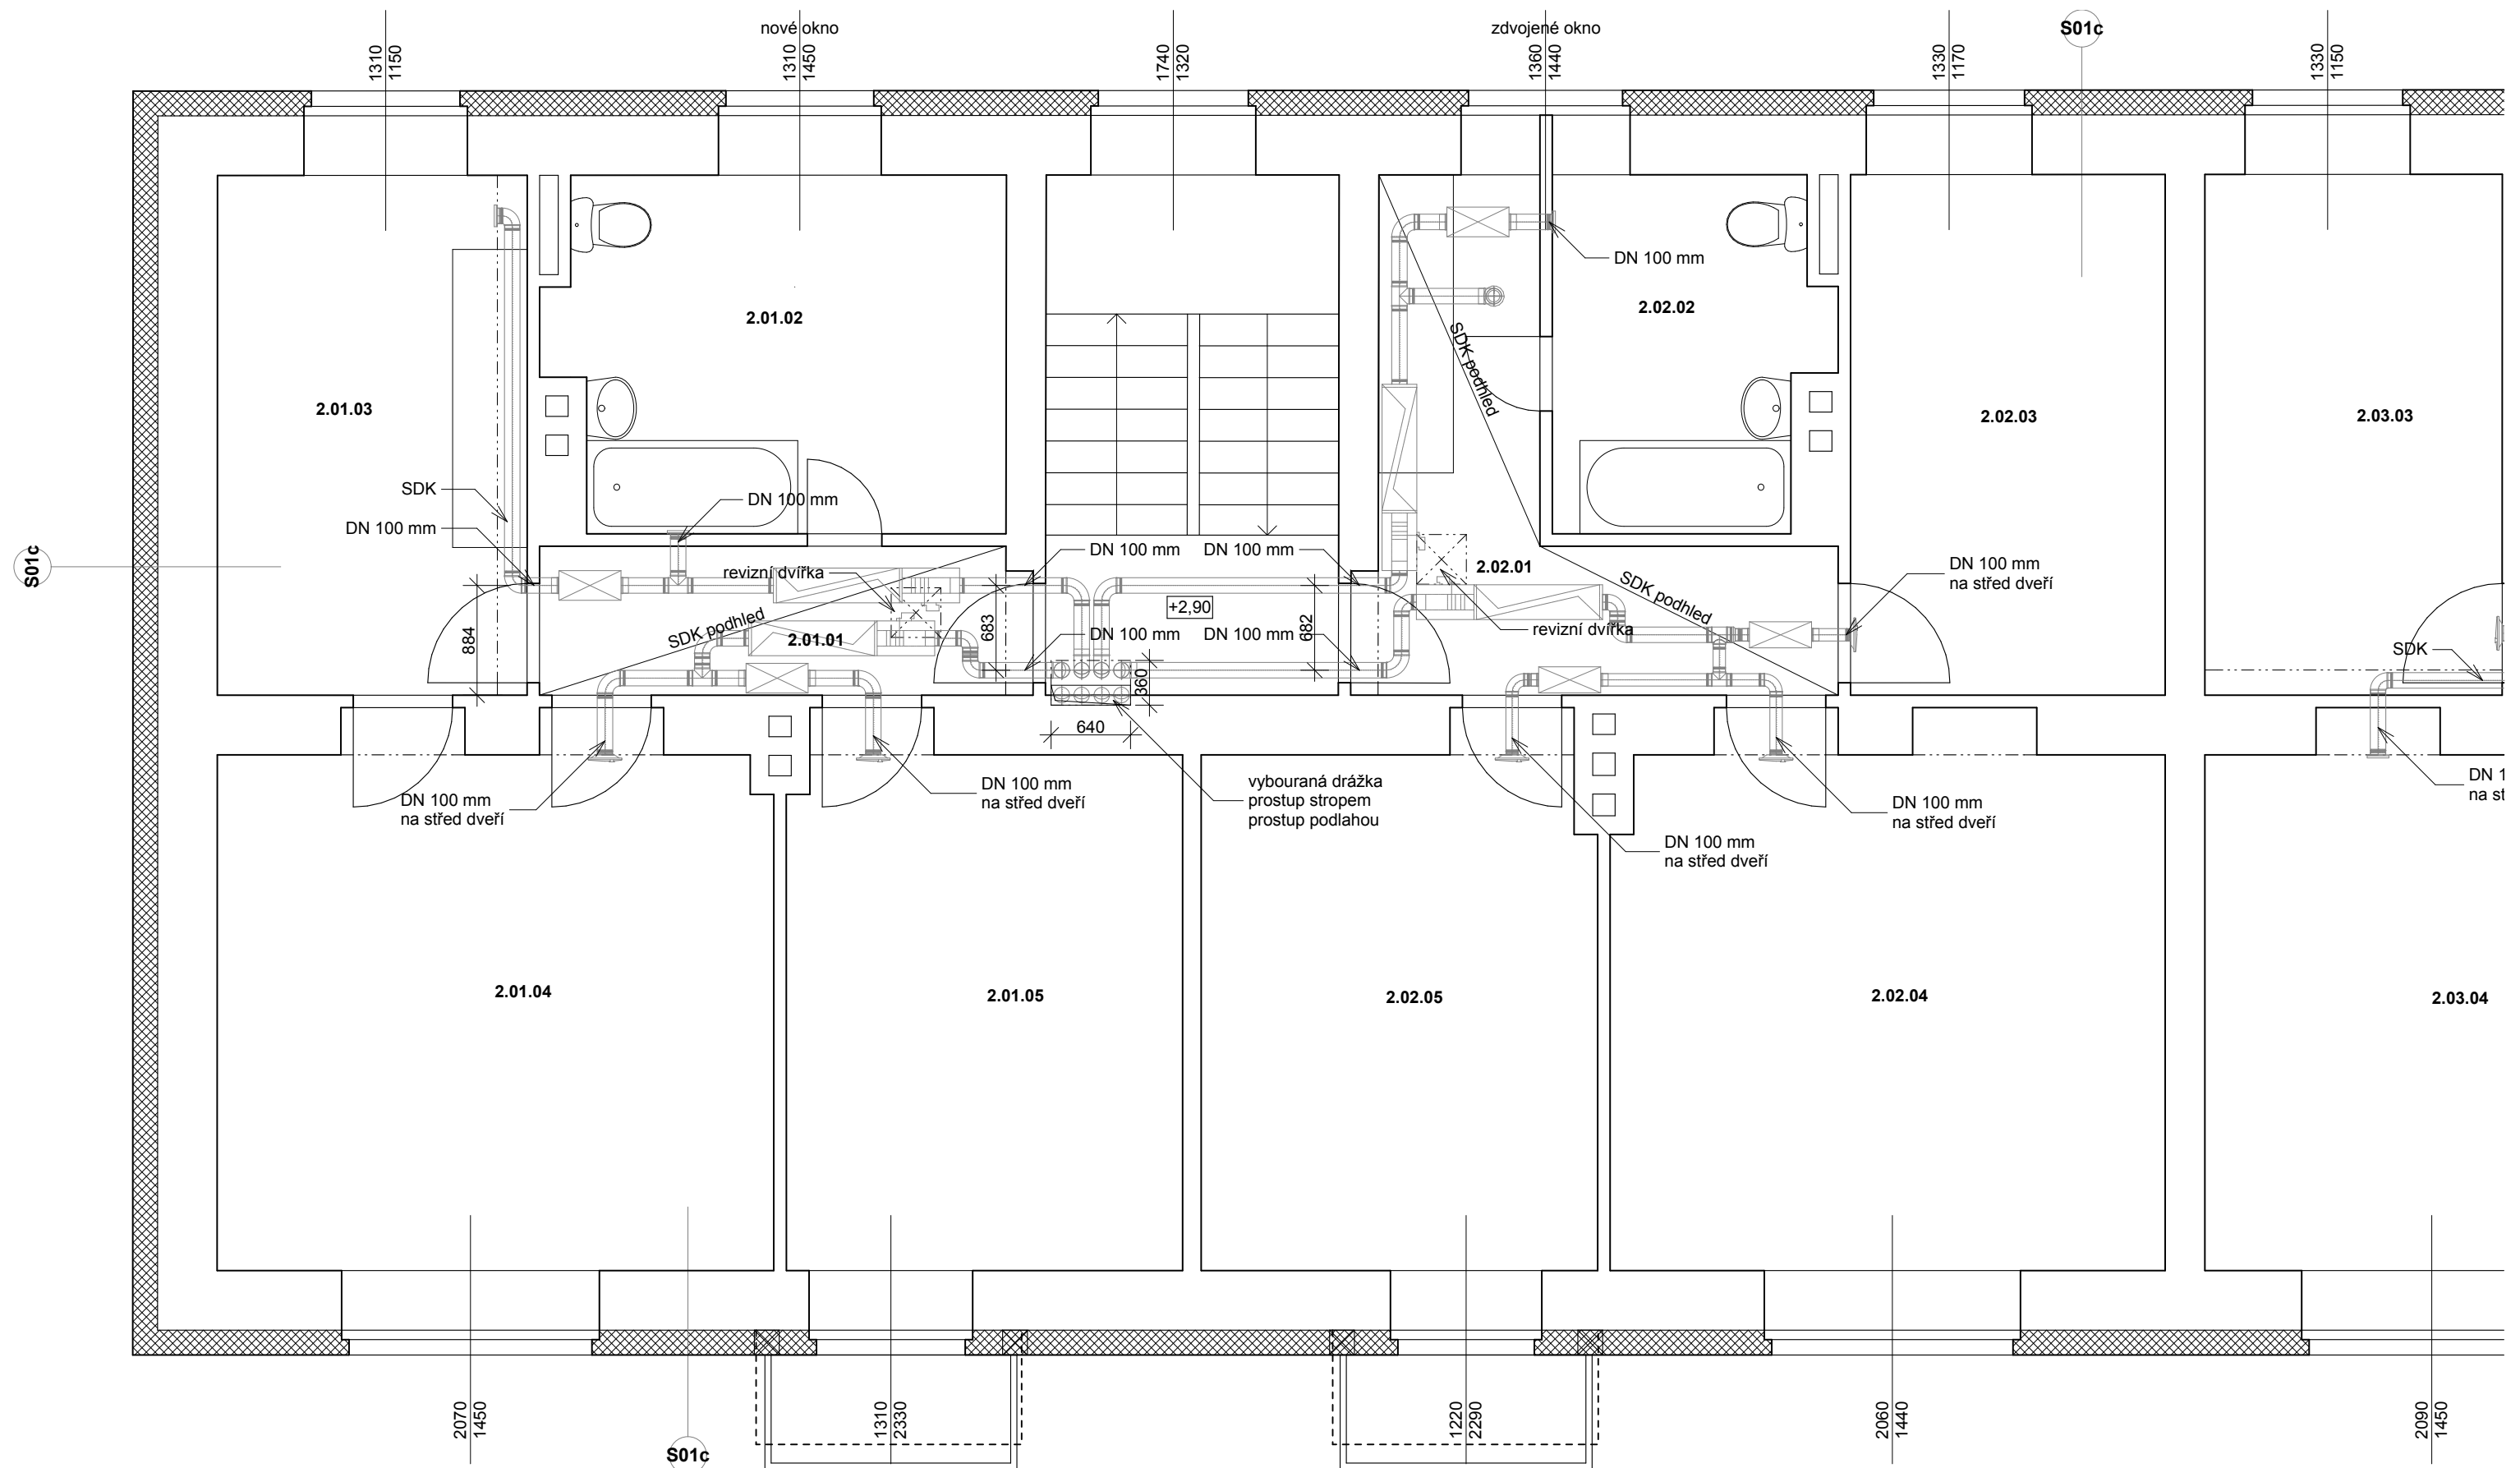 nové okno
zdvojené okno
S01c
1310
1150
1310
1450
1740
1320
1360
1440
1330
1170
1330
1150
DN 100 mm
2.01.02
2.02.02
SDK podhled
2.01.03
2.02.03
2.03.03
SDK
DN 100 mm
DN 100 mm
S01c
DN 100 mm
DN 100 mm
revizní dvířka
2.02.01
DN 100 mm
na střed dveří
SDK podhled
+2,90
884
683
682
SDK podhled
2.01.01
DN 100 mm
DN 100 mm
revizní dvířka
SDK
360
640
DN 100 mm
na střed dveří
DN 100 mm
na střed dveří
vybouraná drážka
prostup stropem
prostup podlahou
DN 100 mm
na střed dveří
DN 100 mm
na střed dveří
DN 1
na st
2.01.04
2.01.05
2.02.05
2.02.04
2.03.04
2070
1450
1310
2330
1220
2290
2060
1440
2090
1450
S01c